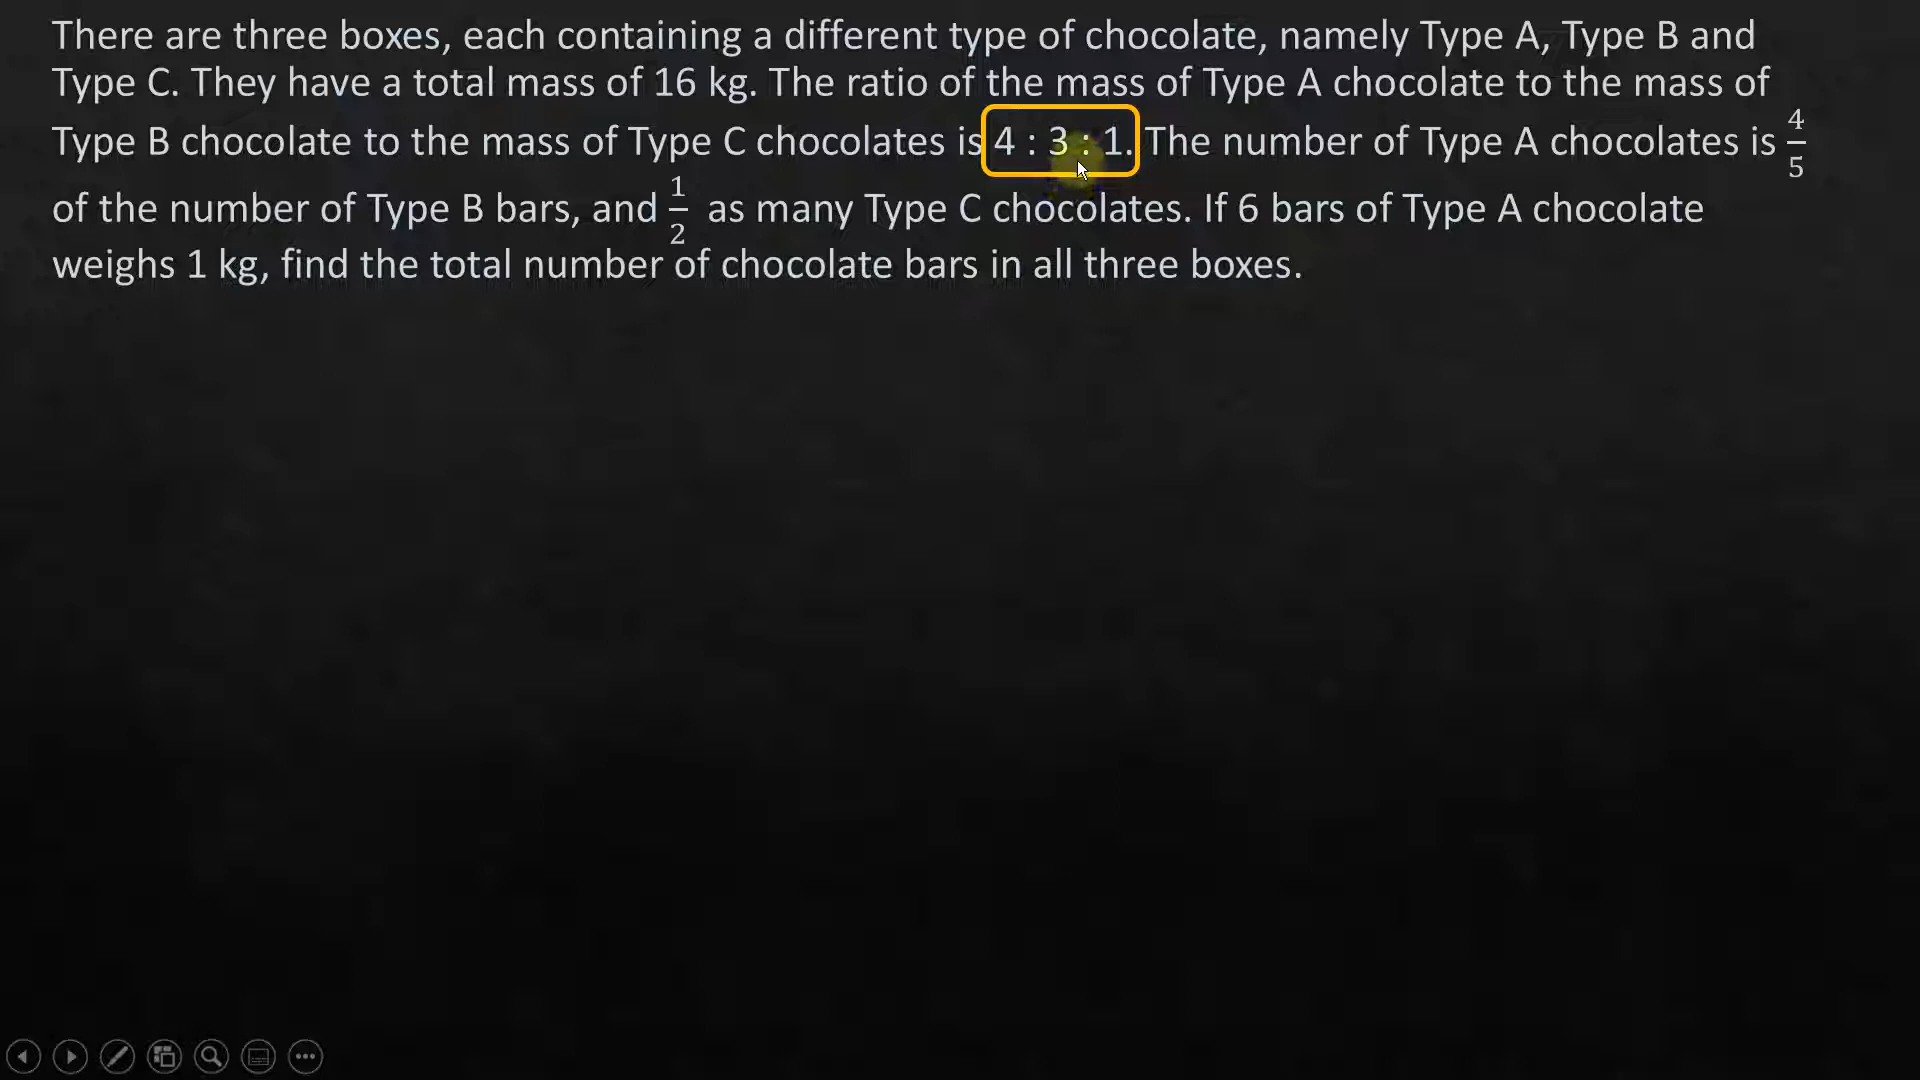 There are three boxes, each containing a different type of chocolate, namely Type A, Type B and
Type C. They have a total mass of 16 kg. The ratio of the mass of Type A chocolate to the mass of
Type B chocolate to the mass of Type C chocolates is 4 : 3 : 1. The number of Type A chocolates is 4/5
of the number of Type B bars, and 1/2 as many Type C chocolates. If 6 bars of Type A chocolate
weighs 1 kg, find the total number of chocolate bars in all three boxes.